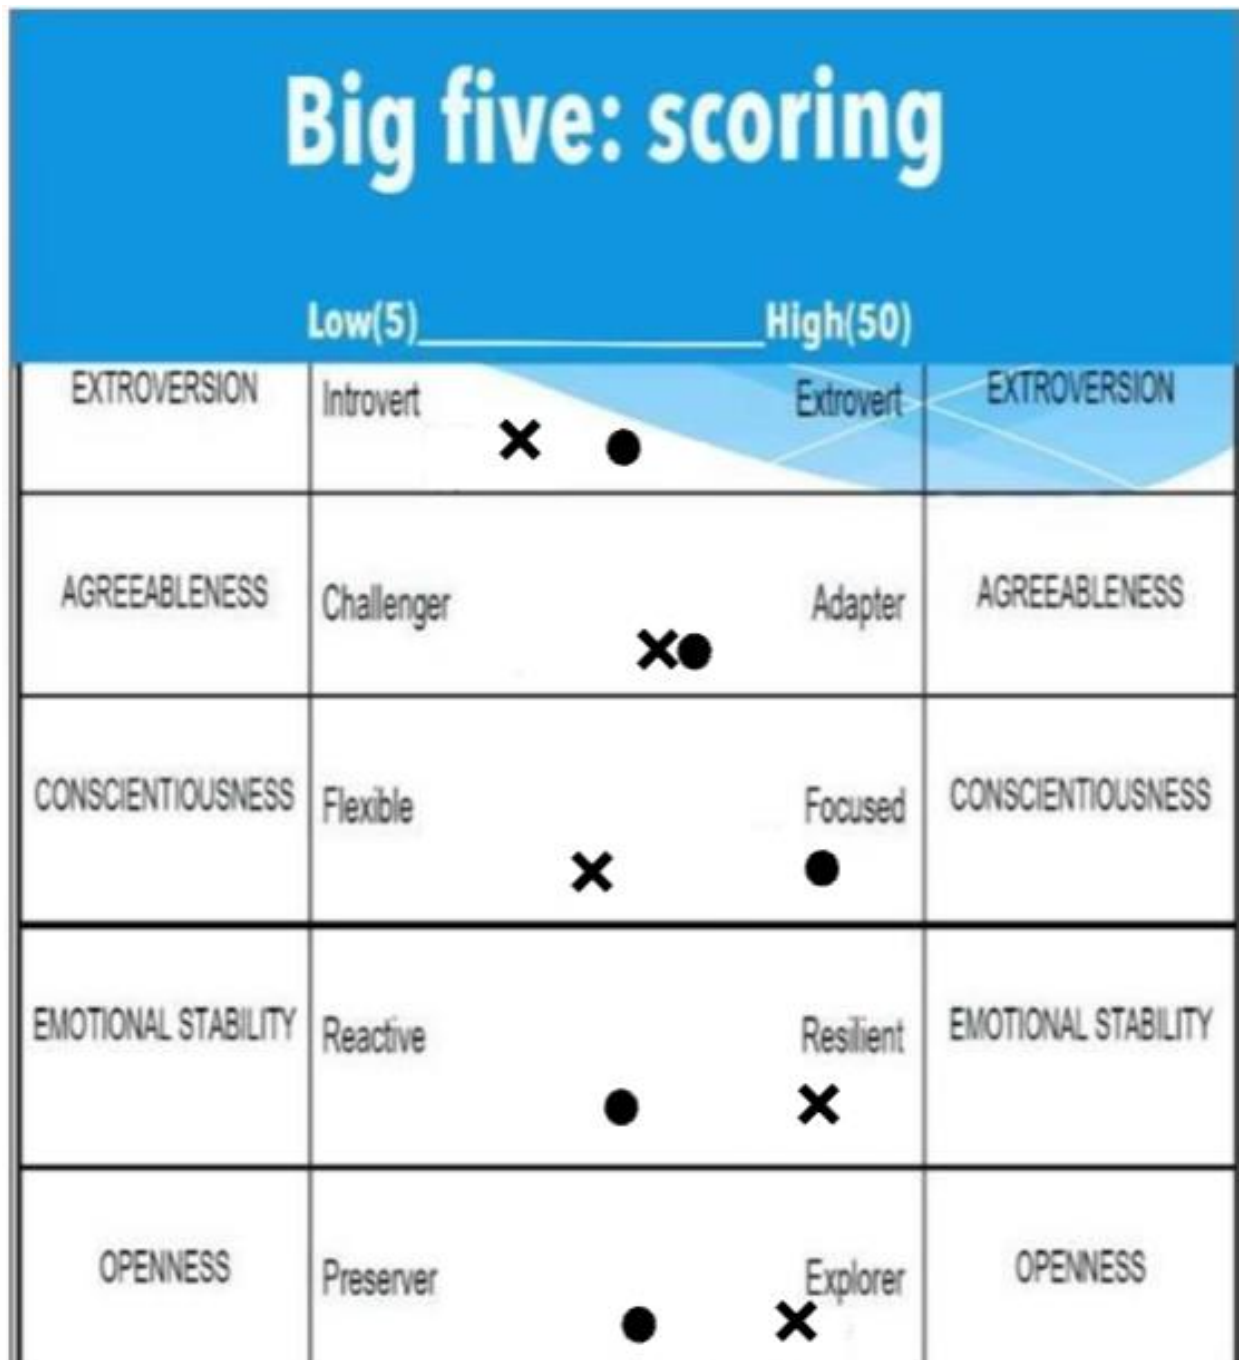 Big five: scoring
Low(5)____________________High(50)
EXTROVERSION Introvert Extrovert EXTROVERSION
AGREEABLENESS Challenger Adapter AGREEABLENESS
CONSCIENTIOUSNESS Flexible Focused CONSCIENTIOUSNESS
EMOTIONAL STABILITY Reactive Resilient EMOTIONAL STABILITY
OPENNESS Preserver Explorer OPENNESS